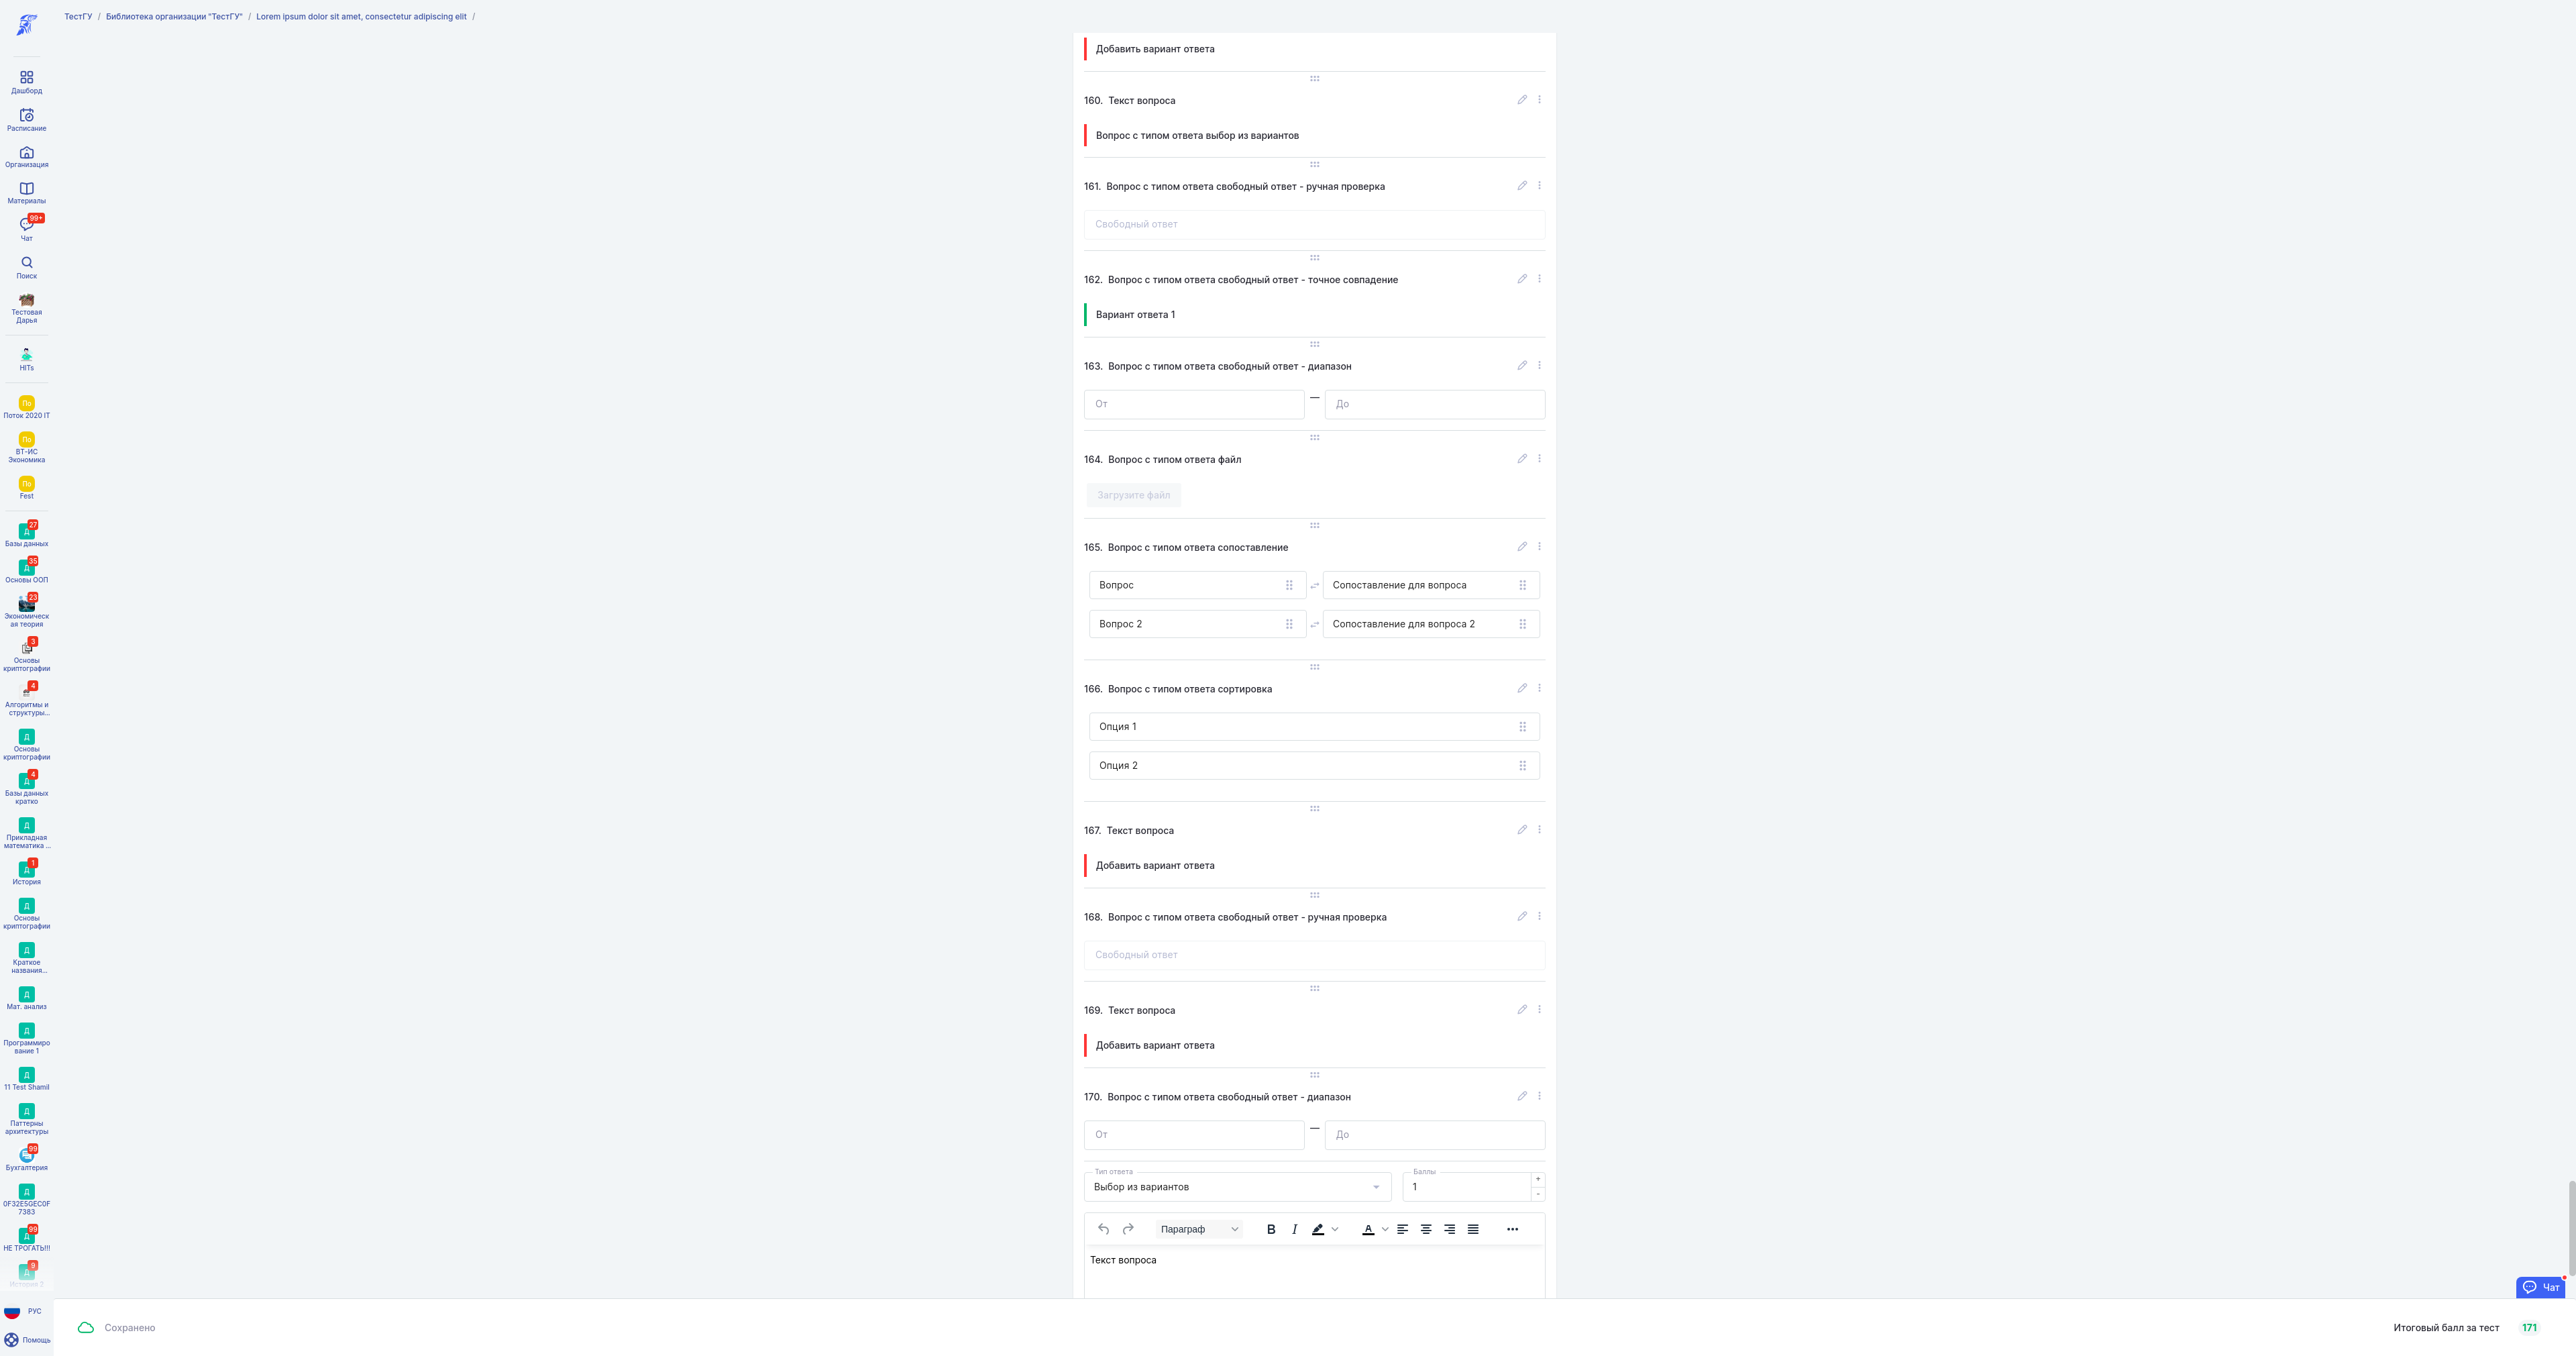 ТестГУ / Библиотека организации "ТестГУ" / Lorem ipsum dolor sit amet, consectetur adipiscing elit /
Дашборд
Расписание
Организация
Материалы
99+
Чат
Поиск
Тестовая
Дарья
HITs
По
Поток 2020 IT
По
ВТ-ИС
Экономика
По
Fest
27
Д
Базы данных
35
Д
Основы ООП
23
Экономическ
ая теория
3
Основы
криптографии
4
Алгоритмы и
структуры...
Д
Основы
криптографии
4
Д
Базы данных
кратко
Д
Прикладная
математика ...
1
Д
История
Д
Основы
криптографии
Д
Краткое
названия...
Д
Мат. анализ
Д
Программиро
вание 1
Д
11 Test Shamil
Д
Паттерны
архитектуры
99
Бухгалтерия
Д
0F32E5GEC0F
7383
99
Д
НЕ ТРОГАТЬ!!!
9
Д
История 2
РУС
Помощь
Добавить вариант ответа
160. Текст вопроса
Вопрос с типом ответа выбор из вариантов
161. Вопрос с типом ответа свободный ответ - ручная проверка
Свободный ответ
162. Вопрос с типом ответа свободный ответ - точное совпадение
Вариант ответа 1
163. Вопрос с типом ответа свободный ответ - диапазон
От — До
164. Вопрос с типом ответа файл
Загрузите файл
165. Вопрос с типом ответа сопоставление
Вопрос Сопоставление для вопроса
Вопрос 2 Сопоставление для вопроса 2
166. Вопрос с типом ответа сортировка
Опция 1
Опция 2
167. Текст вопроса
Добавить вариант ответа
168. Вопрос с типом ответа свободный ответ - ручная проверка
Свободный ответ
169. Текст вопроса
Добавить вариант ответа
170. Вопрос с типом ответа свободный ответ - диапазон
От — До
Тип ответа Баллы
Выбор из вариантов 1 + -
Параграф B I A
Текст вопроса
Чат
Сохранено
Итоговый балл за тест 171